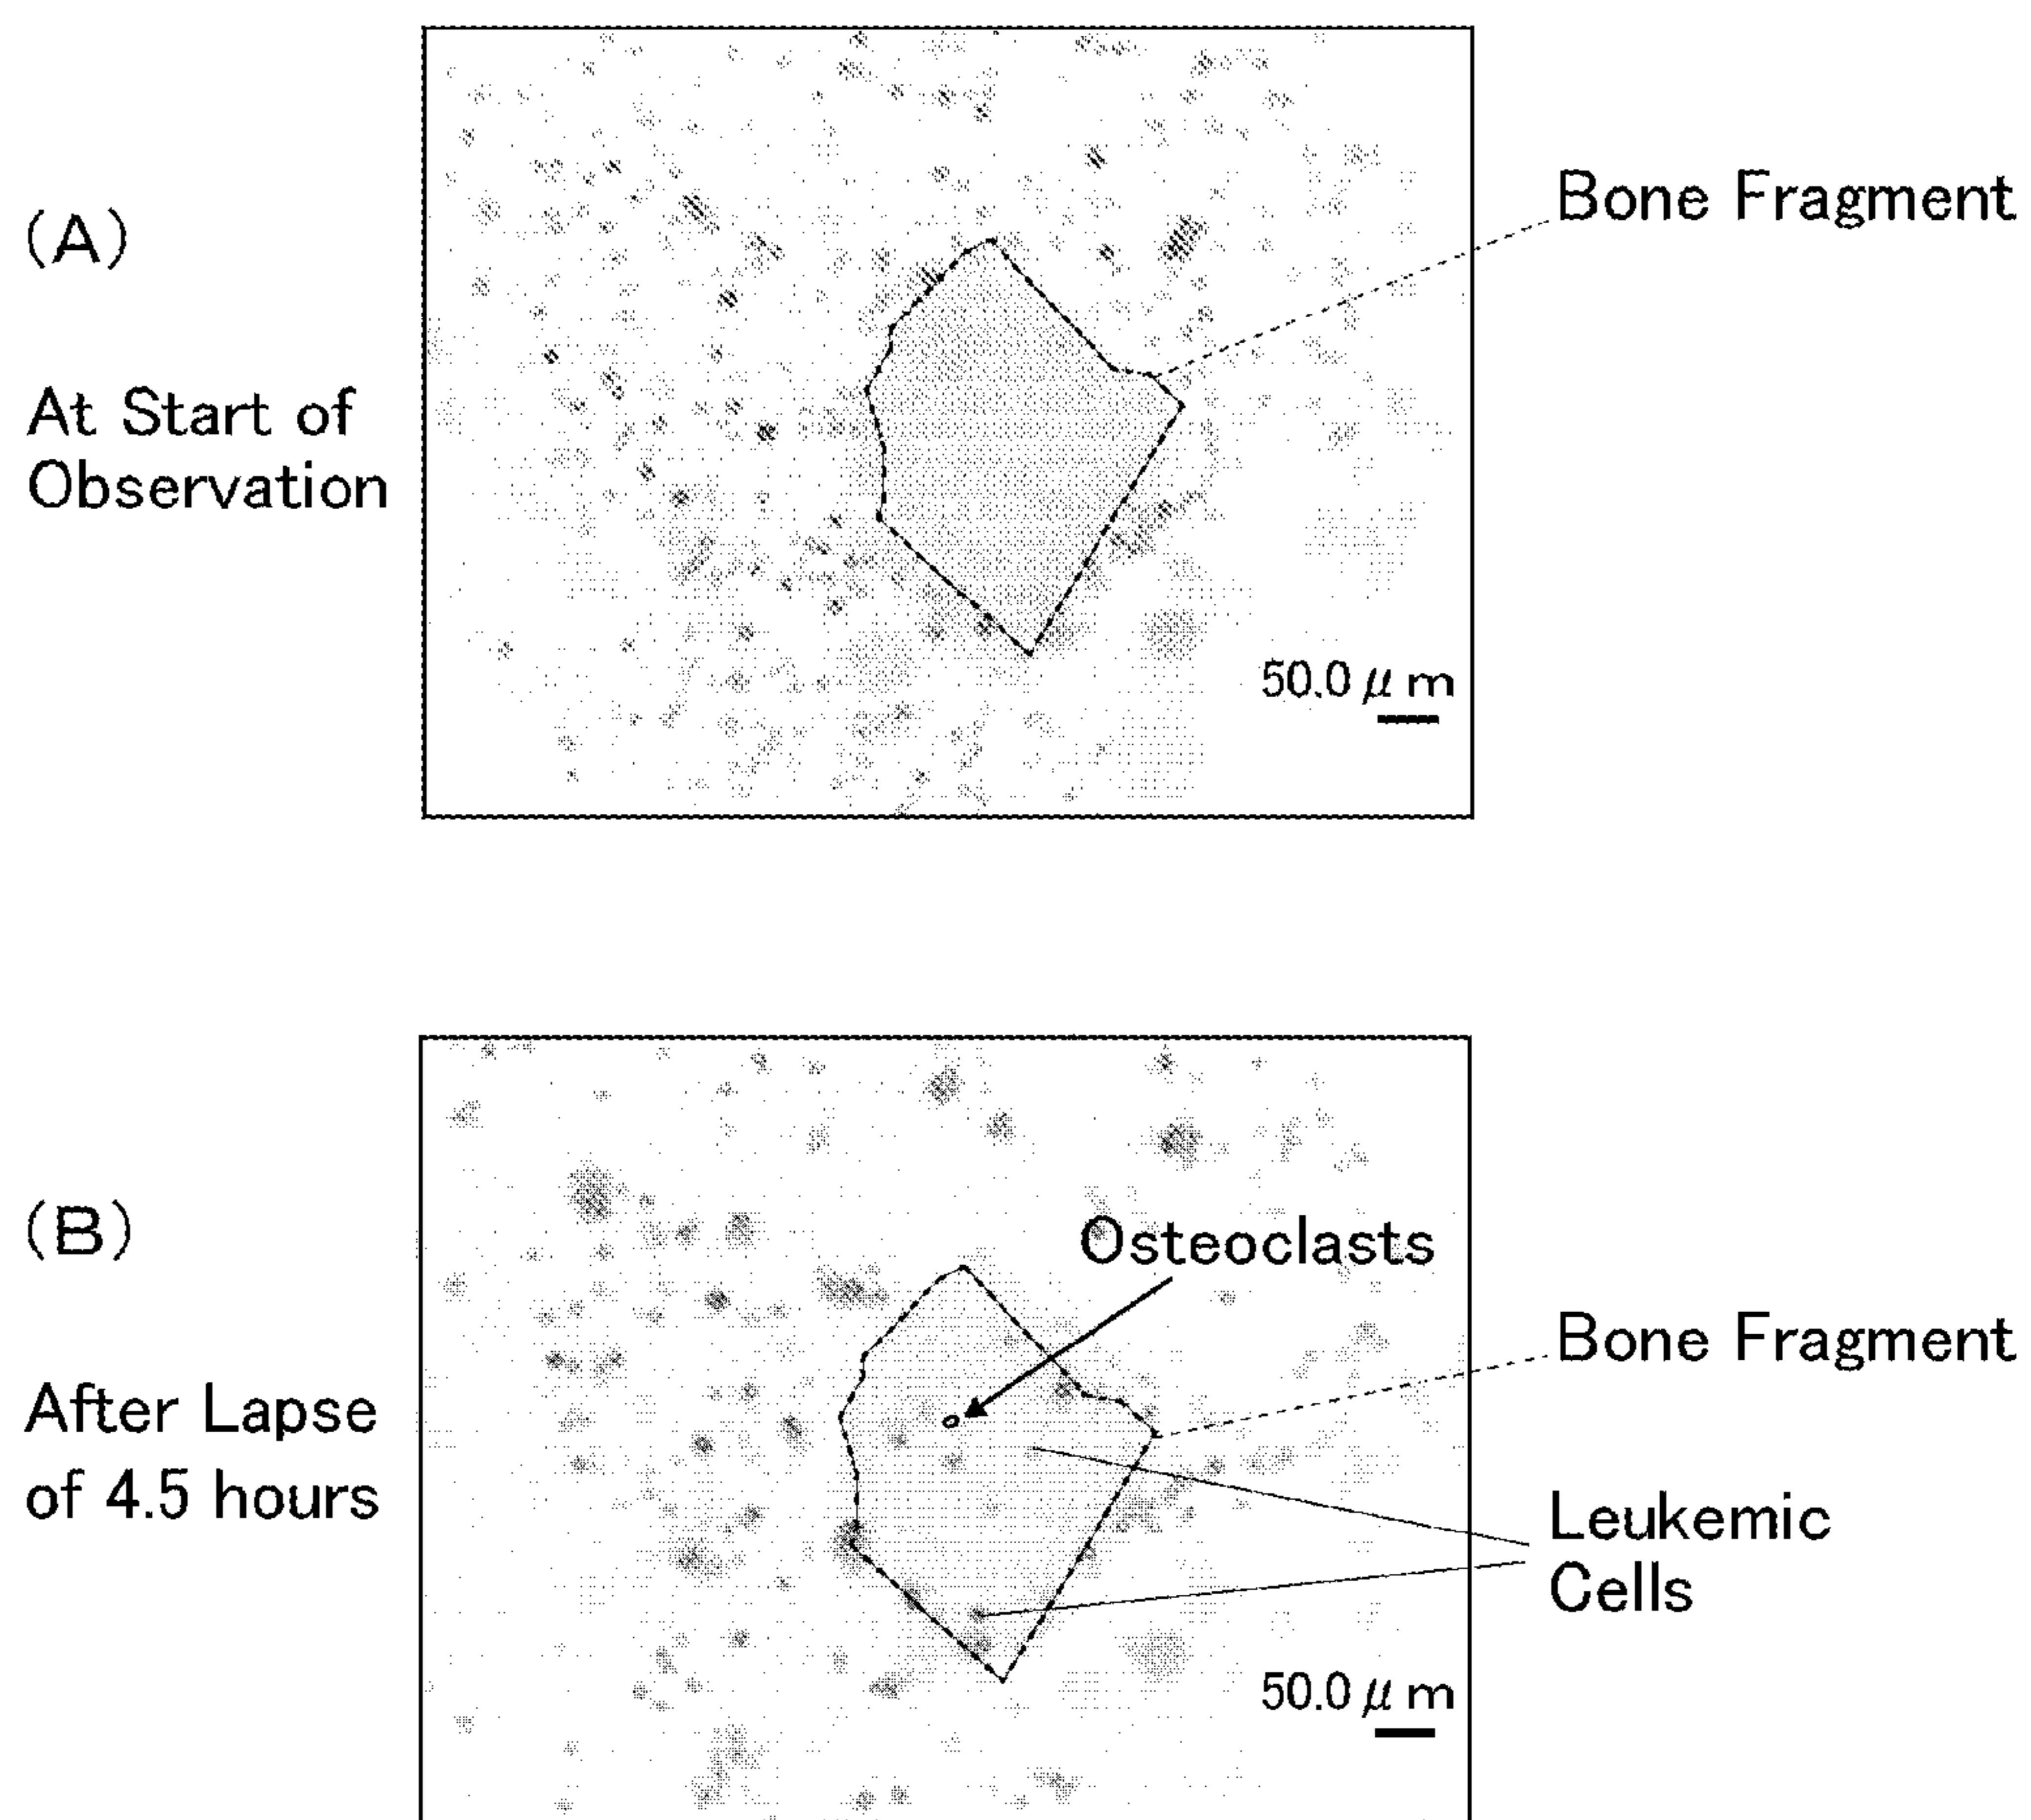 (A)
At Start of
Observation
Bone Fragment
50.0 μm
(B)
After Lapse
of 4.5 hours
Osteoclasts
Bone Fragment
Leukemic
Cells
50.0 μm